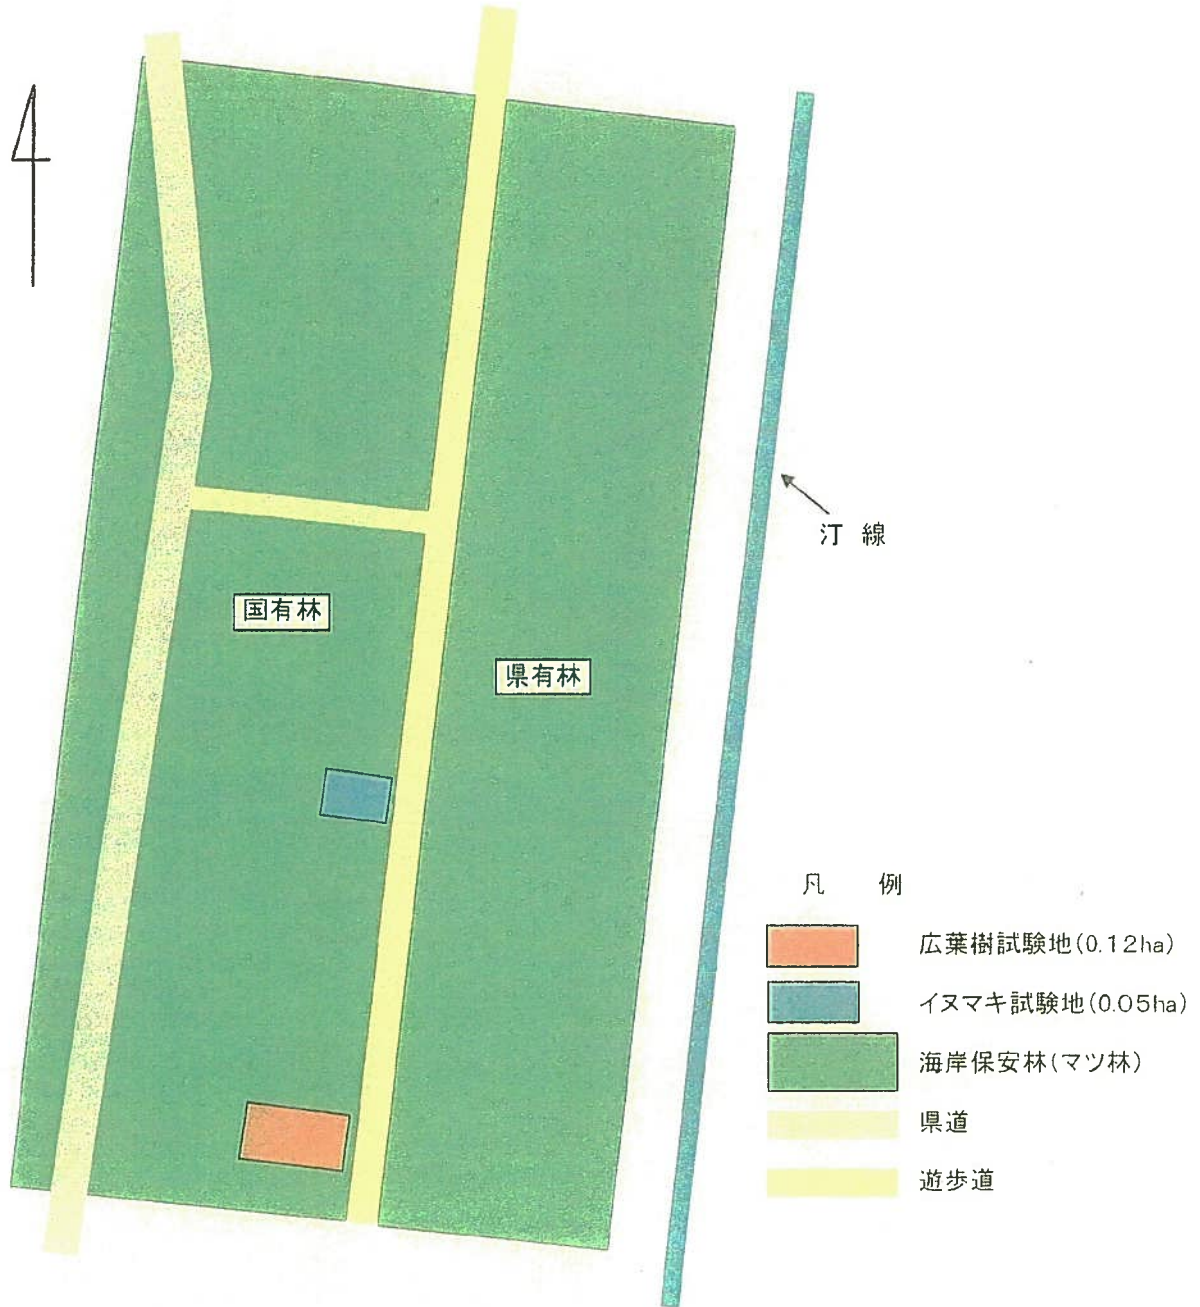 汀 線
国有林
県有林
凡 例
広葉樹試験地(0.12ha)
イヌマキ試験地(0.05ha)
海岸保安林(マツ林)
県道
遊歩道